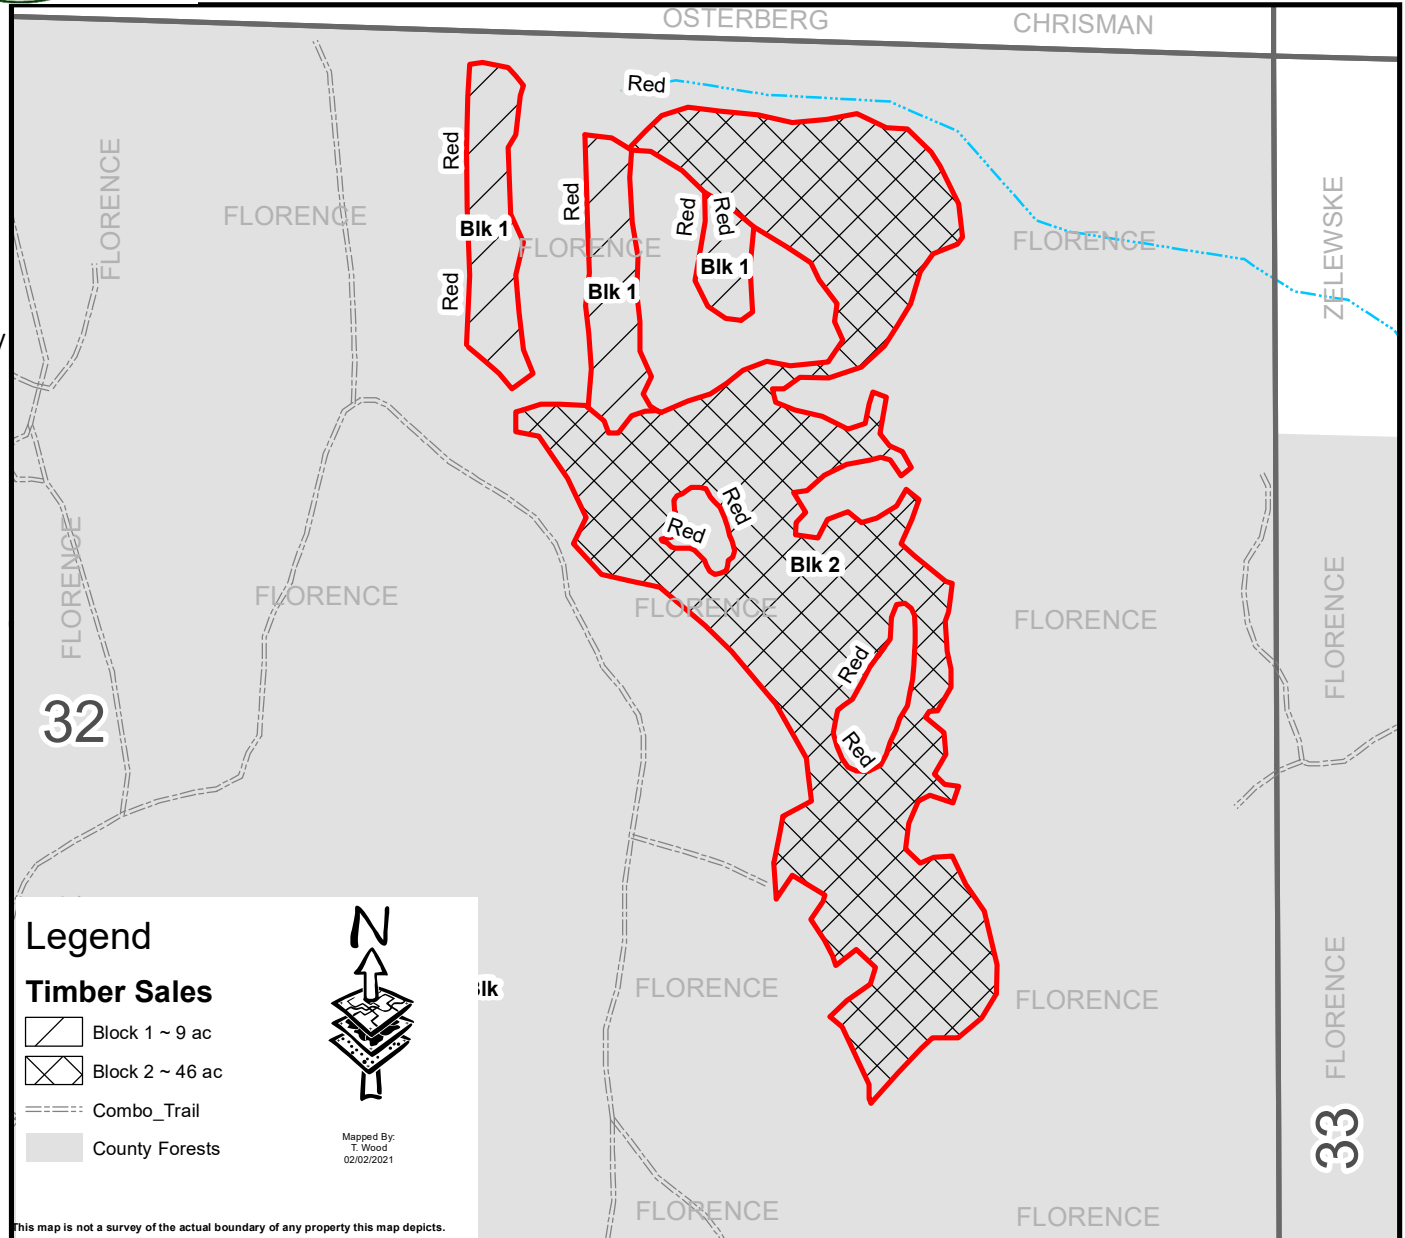 OSTERBERG
CHRISMAN
Red
Red
FLORENCE
FLORENCE
Red
Red
Red
ZELEWSKE
Blk 1
FLORENCE
FLORENCE
Blk 1
Red
Blk 1
Red
Red
Blk 2
FLORENCE
FLORENCE
FLORENCE
FLORENCE
FLORENCE
FLORENCE
Red
32
Red
Legend
N
Timber Sales
Blk
FLORENCE
FLORENCE
FLORENCE
Block 1 ~ 9 ac
Block 2 ~ 46 ac
Combo_Trail
County Forests
Mapped By:
T. Wood
02/02/2021
33
FLORENCE
FLORENCE
This map is not a survey of the actual boundary of any property this map depicts.